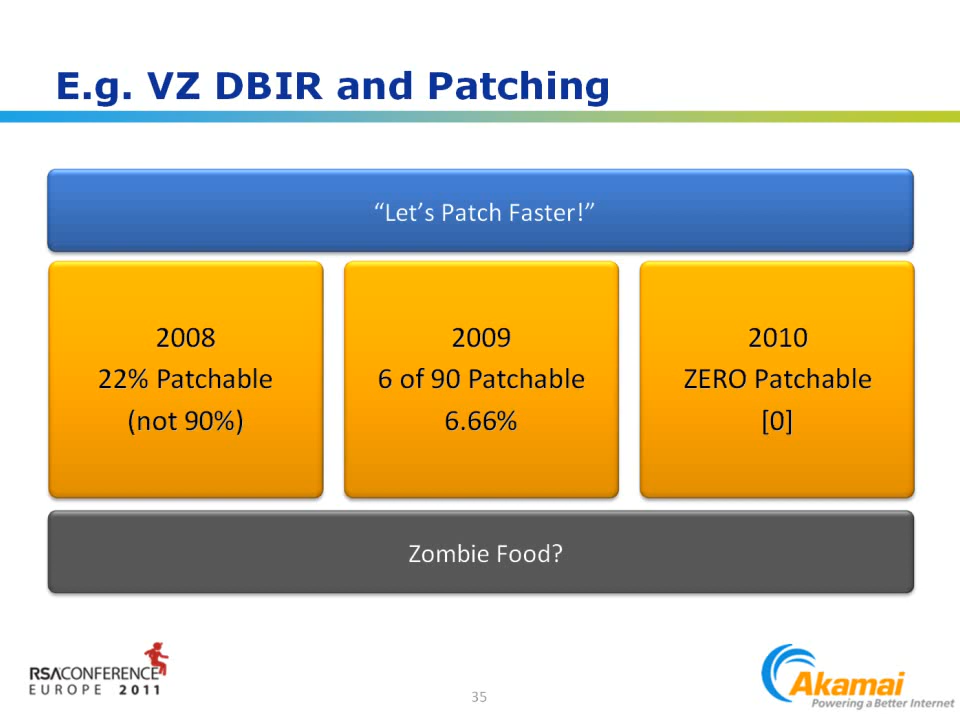 E.g. VZ DBIR and Patching
“Let’s Patch Faster!”
2008
22% Patchable
(not 90%)
2009
6 of 90 Patchable
6.66%
2010
ZERO Patchable
[0]
Zombie Food?
RSACONFERENCE
EUROPE 2011
35
Akamai
Powering a Better Internet